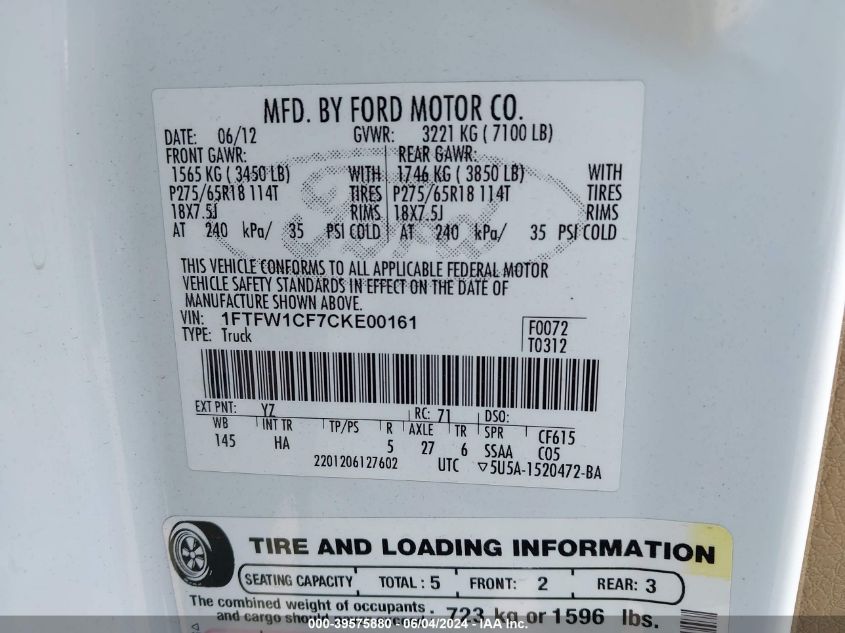 MFD. BY FORD MOTOR CO.
DATE: 06/12 GVWR: 3221 KG ( 7100 LB)
FRONT GAWR: REAR GAWR:
1565 KG ( 3450 LB) WITH 1746 KG ( 3850 LB) WITH
P275/65R18 114T TIRES P275/65R18 114T TIRES
18X7.5J RIMS 18X7.5J RIMS
AT 240 kPa/ 35 PSI COLD AT 240 kPa/ 35 PSI COLD
THIS VEHICLE CONFORMS TO ALL APPLICABLE FEDERAL MOTOR
VEHICLE SAFETY STANDARDS IN EFFECT ON THE DATE OF
MANUFACTURE SHOWN ABOVE.
VIN: 1FTFW1CF7CKE00161 F0072
TYPE: Truck T0312
EXT PNT: YZ RC: 71 DSO:
WB INT TR TP/PS R AXLE TR SPR CF615
145 HA 5 27 6 SSAA C05
2201206127602 UTC ▽5U5A-1520472-BA
TIRE AND LOADING INFORMATION
SEATING CAPACITY TOTAL : 5 FRONT: 2 REAR: 3
The combined weight of occupants 723 kg or 1596 lbs.
and cargo should
000-39575880 - 06/04/2024 - IAA Inc.